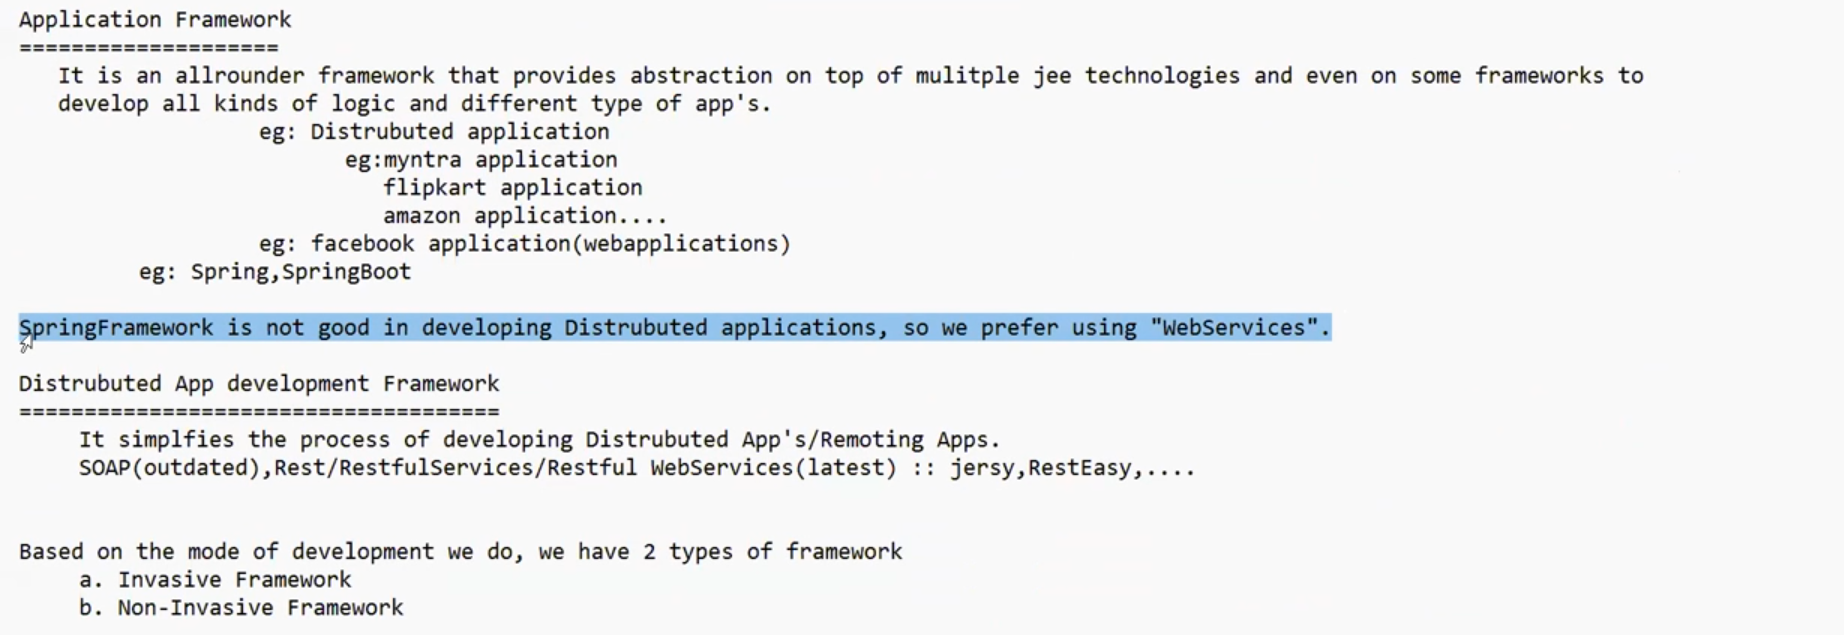 Application Framework
====================
It is an allrounder framework that provides abstraction on top of mulitple jee technologies and even on some frameworks to
develop all kinds of logic and different type of app's.
eg: Distrubuted application
eg:myntra application
flipkart application
amazon application....
eg: facebook application(webapplications)
eg: Spring,SpringBoot
SpringFramework is not good in developing Distrubuted applications, so we prefer using "WebServices".
Distrubuted App development Framework
=====================================
It simplfies the process of developing Distrubuted App's/Remoting Apps.
SOAP(outdated),Rest/RestfulServices/Restful WebServices(latest) :: jersy,RestEasy,....
Based on the mode of development we do, we have 2 types of framework
a. Invasive Framework
b. Non-Invasive Framework